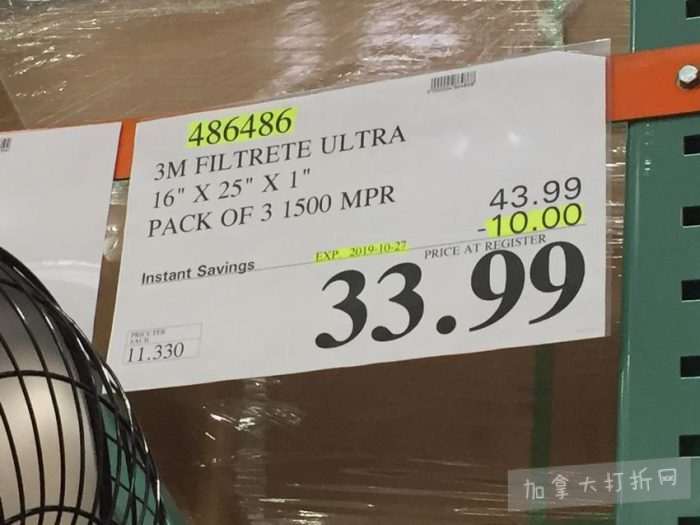 486486
3M FILTRETE ULTRA
16" X 25" X 1"
PACK OF 3 1500 MPR
43.99
-10.00
Instant Savings
EXP. 2019-10-27
PRICE AT REGISTER
33.99
PRICE PER
EACH
11.330
加拿大打折网